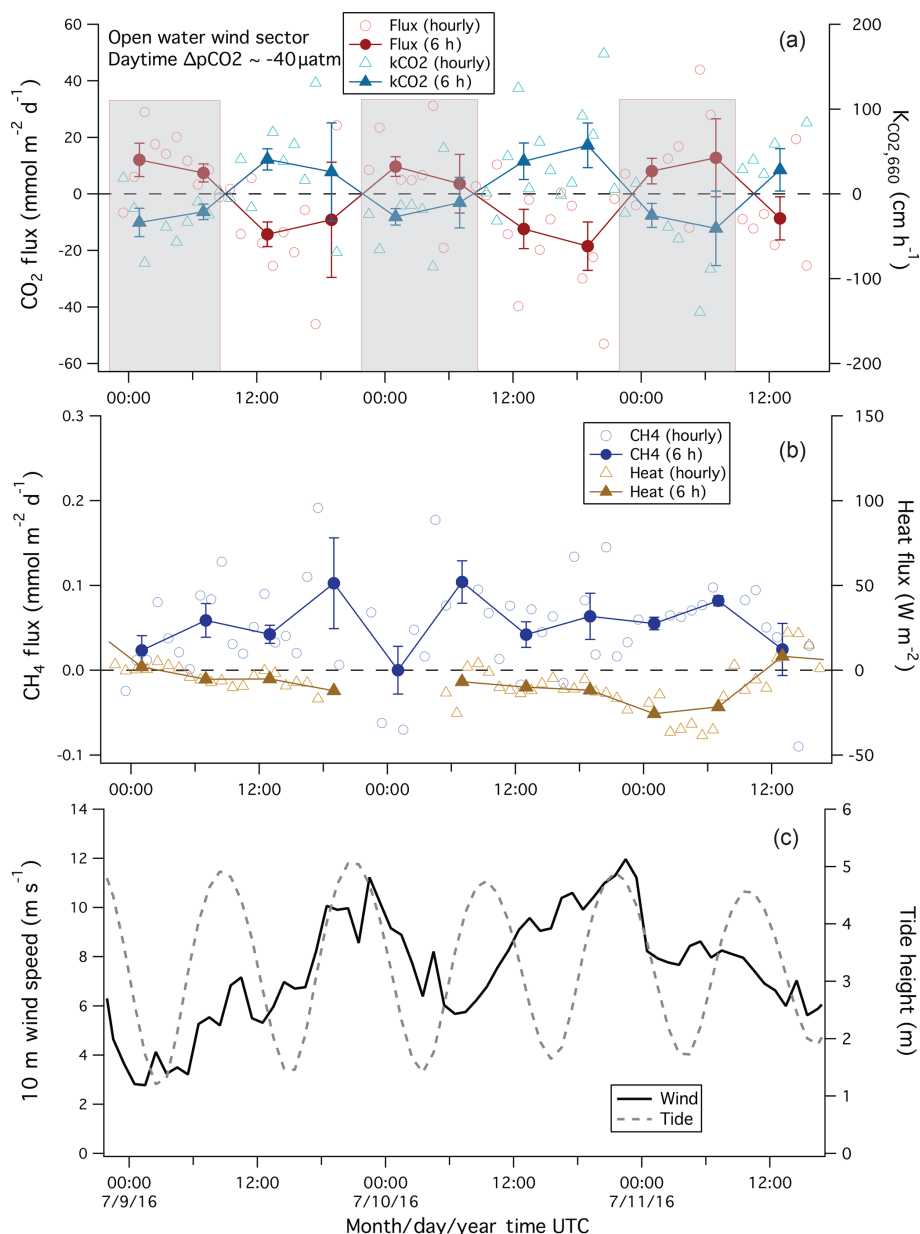 (a)
Open water wind sector
Daytime ΔpCO2 ~ -40μatm
Flux (hourly)
Flux (6 h)
kCO2 (hourly)
kCO2 (6 h)
60
40
20
0
-20
-40
-60
CO2 flux (mmol m-2 d-1)
200
100
0
-100
-200
KCO2,660 (cm h-1)
00:00 12:00 00:00 12:00 00:00 12:00
(b)
CH4 (hourly)
CH4 (6 h)
Heat (hourly)
Heat (6 h)
0.3
0.2
0.1
0.0
-0.1
CH4 flux (mmol m-2 d-1)
150
100
50
0
-50
Heat flux (W m-2)
00:00 12:00 00:00 12:00 00:00 12:00
(c)
14
12
10
8
6
4
2
0
10 m wind speed (m s-1)
6
5
4
3
2
1
0
Tide height (m)
Wind
Tide
00:00 12:00 00:00 12:00 00:00 12:00
7/9/16 7/10/16 7/11/16
Month/day/year time UTC